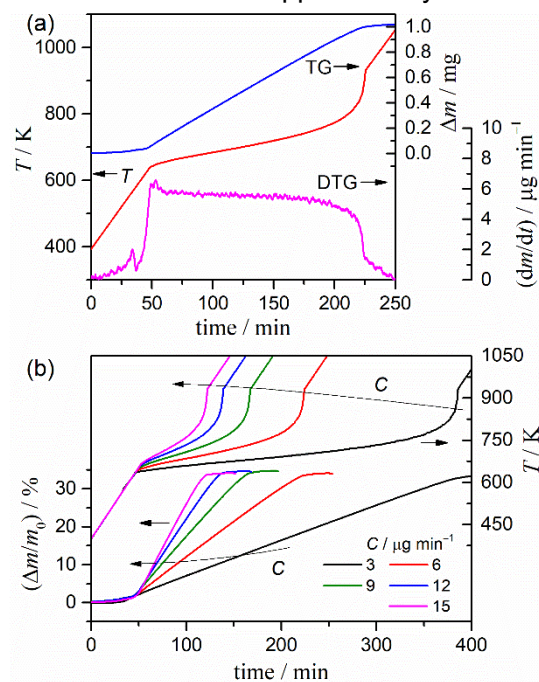 (a)
1000
800
600
400
T / K
T
TG
DTG
1.0
0.8
0.6
0.4
0.2
0.0
Δm / mg
10
8
6
4
2
0
(dm/dt) / μg min⁻¹
0 50 100 150 200 250
time / min
(b)
30
20
10
0
(Δm/m₀) / %
C
C
1050
900
750
600
450
T / K
C / μg min⁻¹
3 6
9 12
15
0 100 200 300 400
time / min